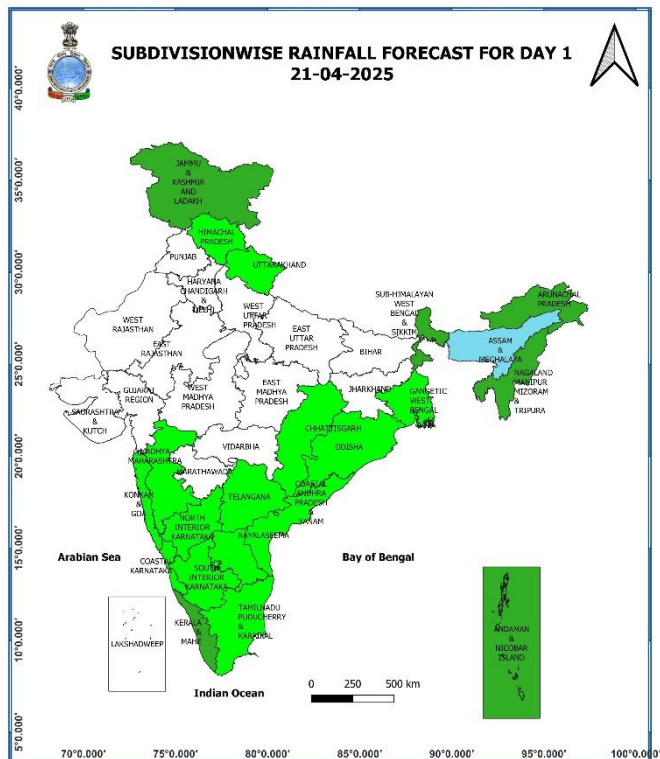 SUBDIVISIONWISE RAINFALL FORECAST FOR DAY 1
21-04-2025
40°0.000'
35°0.000'
30°0.000'
25°0.000'
20°0.000'
15°0.000'
10°0.000'
5°0.000'
JAMMU
&
KASHMIR
AND
LADAKH
HIMACHAL
PRADESH
PUNJAB
UTTARAKHAND
HARYANA
CHANDIGARH
&
DELHI
WEST
UTTAR
PRADESH
WEST
RAJASTHAN
EAST
RAJASTHAN
EAST
UTTAR
PRADESH
BIHAR
SUB-HIMALAYAN
WEST
BENGAL
&
SIKKIM
ARUNACHAL PRADESH
ASSAM
&
MEGHALAYA
NAGALAND
MANIPUR
MIZORAM
&
TRIPURA
GUJARAT
REGION
SAURASHTRA
&
KUTCH
WEST
MADHYA
PRADESH
EAST
MADHYA
PRADESH
JHARKHAND
GANGETIC
WEST
BENGAL
CHHATTISGARH
ODISHA
VIDARBHA
MADHYA
MAHARASHTRA
MARATHAWADA
KONKAN
&
GOA
TELANGANA
COASTAL
ANDHRA
PRADESH
&
YANAM
NORTH
INTERIOR
KARNATAKA
RAYALASEEMA
COASTAL
KARNATAKA
SOUTH
INTERIOR
KARNATAKA
TAMILNADU
PUDUCHERRY
&
KARAIKAL
KERALA
&
MAHE
LAKSHADWEEP
ANDAMAN
&
NICOBAR
ISLAND
Arabian Sea
Bay of Bengal
Indian Ocean
0 250 500 km
70°0.000' 75°0.000' 80°0.000' 85°0.000' 90°0.000' 95°0.000' 100°0.000'